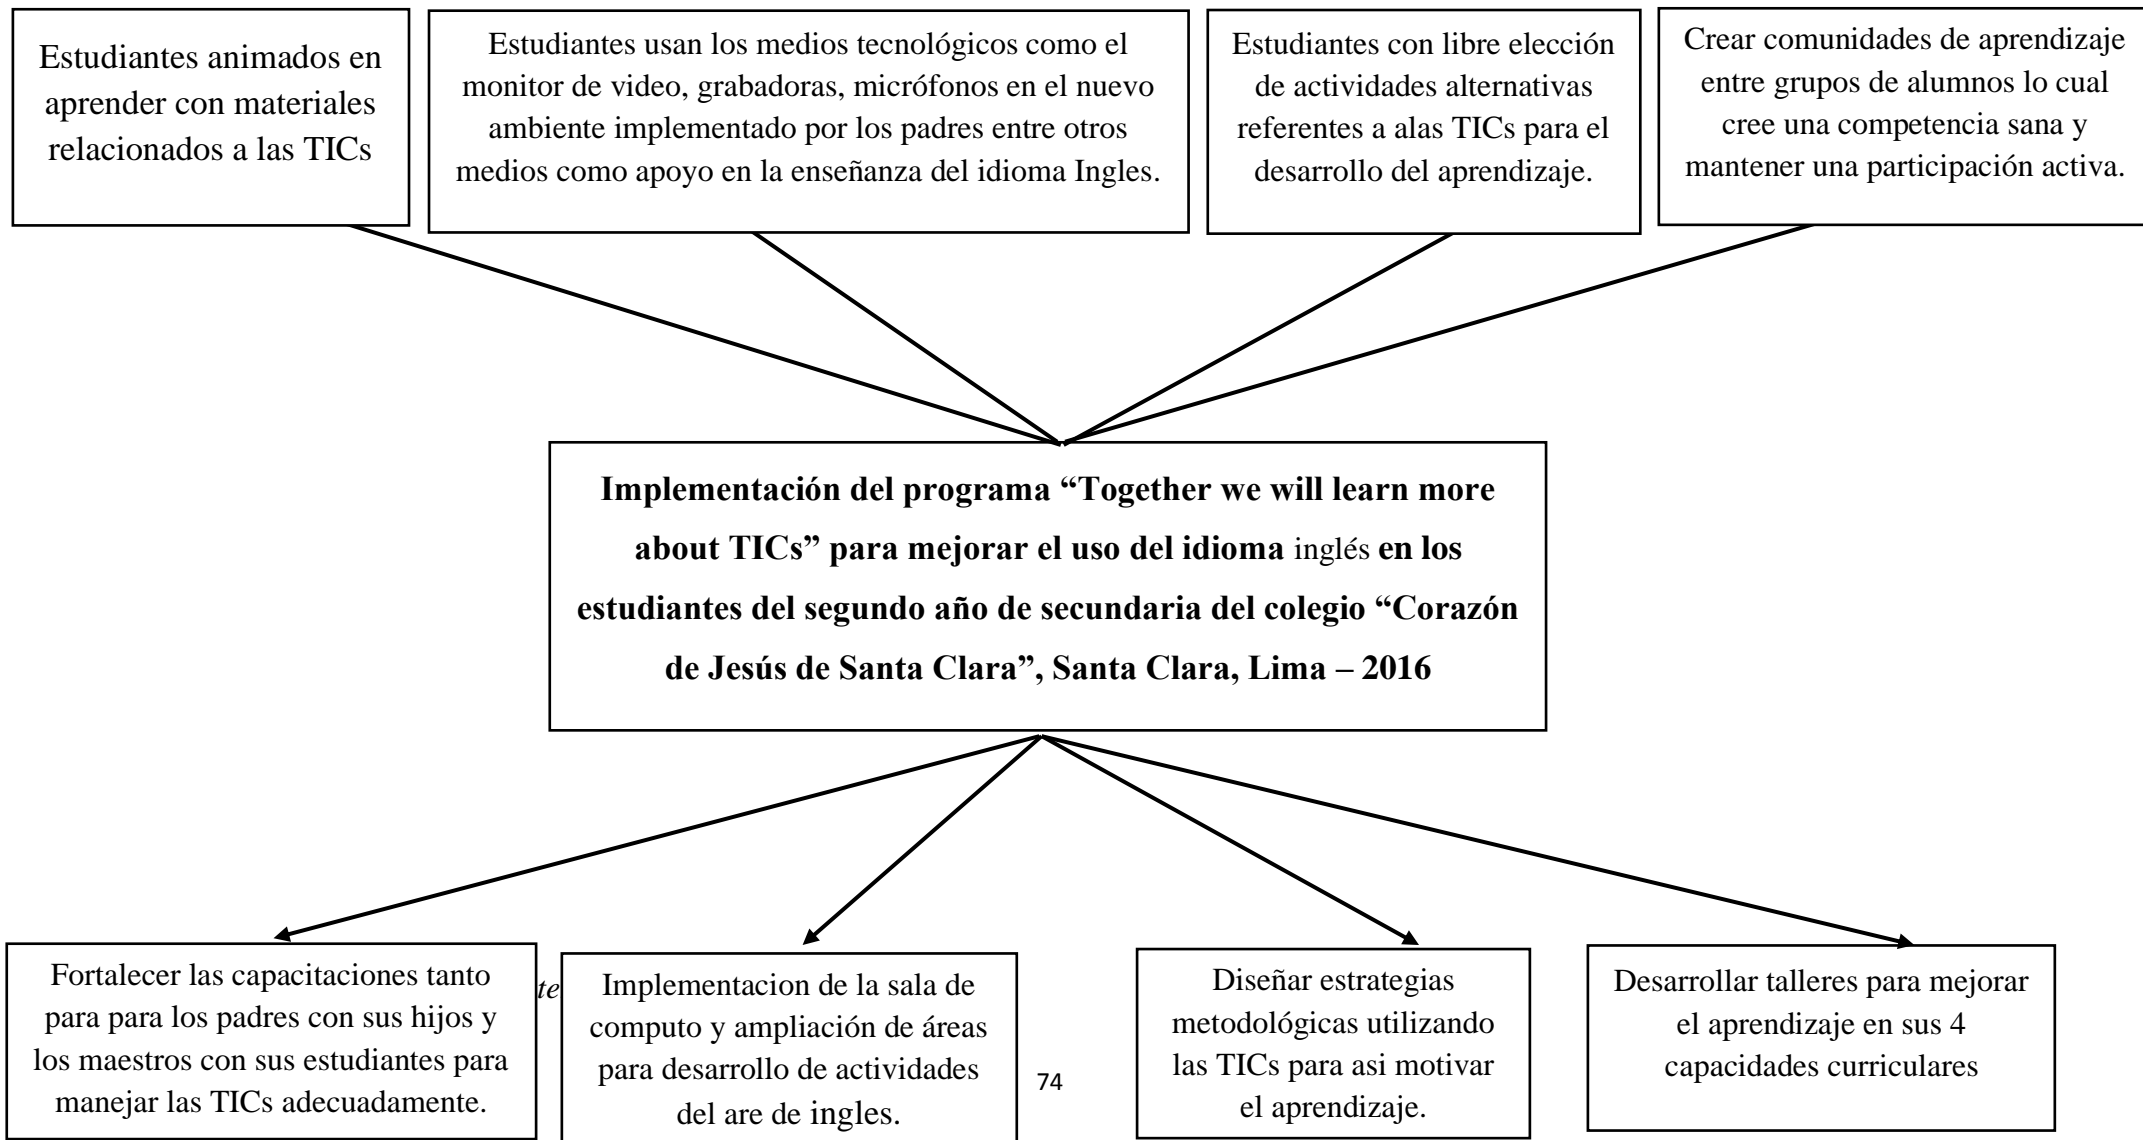 Estudiantes animados en
aprender con materiales
relacionados a las TICs
Estudiantes usan los medios tecnológicos como el
monitor de video, grabadoras, micrófonos en el nuevo
ambiente implementado por los padres entre otros
medios como apoyo en la enseñanza del idioma Ingles.
Estudiantes con libre elección
de actividades alternativas
referentes a alas TICs para el
desarrollo del aprendizaje.
Crear comunidades de aprendizaje
entre grupos de alumnos lo cual
cree una competencia sana y
mantener una participación activa.
Implementación del programa “Together we will learn more
about TICs” para mejorar el uso del idioma inglés en los
estudiantes del segundo año de secundaria del colegio “Corazón
de Jesús de Santa Clara”, Santa Clara, Lima – 2016
Fortalecer las capacitaciones tanto
para para los padres con sus hijos y
los maestros con sus estudiantes para
manejar las TICs adecuadamente.
te
Implementacion de la sala de
computo y ampliación de áreas
para desarrollo de actividades
del are de ingles.
Diseñar estrategias
metodológicas utilizando
las TICs para asi motivar
el aprendizaje.
Desarrollar talleres para mejorar
el aprendizaje en sus 4
capacidades curriculares
74